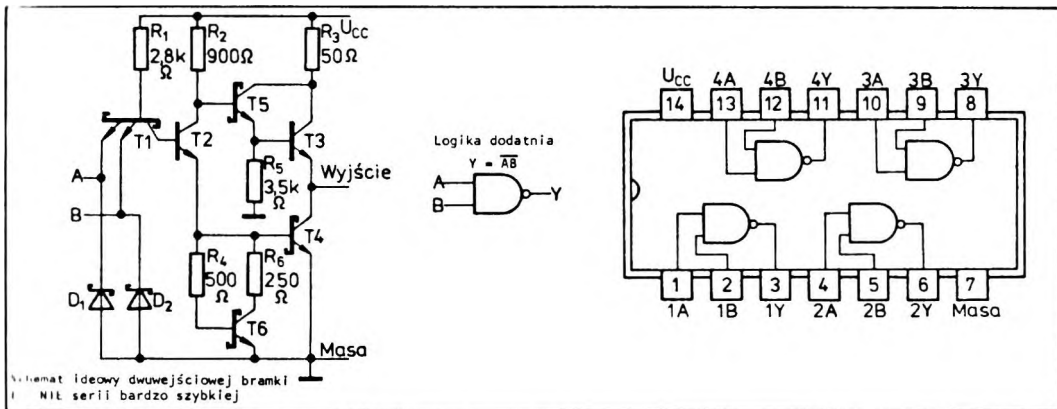 R1
2,8k
Ω
R2
900Ω
R3
50Ω
UCC
T5
T1
T2
T3
R5
3,5k
Ω
Wyjście
A
B
T4
R4
500
Ω
R6
250
Ω
D1
D2
T6
Masa
ideowy dwuwejściowej bramki
serii bardzo szybkiej
Logika dodatnia
Y = A̅B̅
A
B
Y
UCC 4A 4B 4Y 3A 3B 3Y
14 13 12 11 10 9 8
1 2 3 4 5 6 7
1A 1B 1Y 2A 2B 2Y Masa